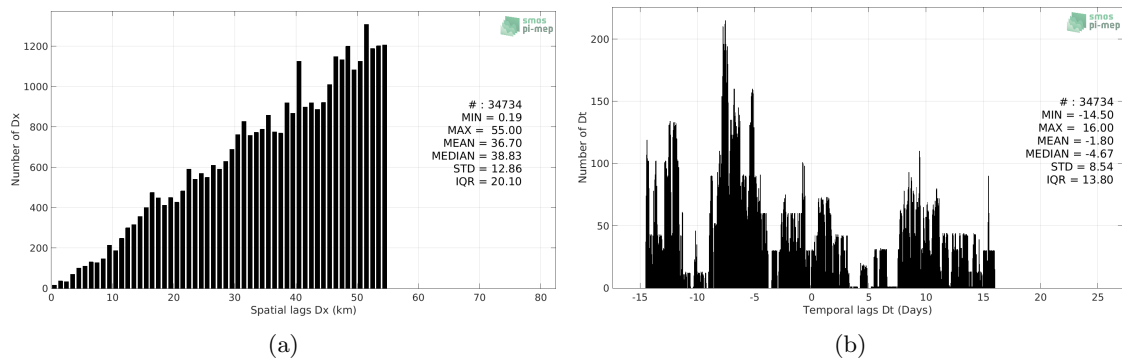 smos
pi-mep
1200
1000
800
600
400
200
0
Number of Dx
# : 34734
MIN = 0.19
MAX = 55.00
MEAN = 36.70
MEDIAN = 38.83
STD = 12.86
IQR = 20.10
0 10 20 30 40 50 60 70 80
Spatial lags Dx (km)
(a)
smos
pi-mep
200
150
100
50
0
Number of Dt
# : 34734
MIN = -14.50
MAX = 16.00
MEAN = -1.80
MEDIAN = -4.67
STD = 8.54
IQR = 13.80
-15 -10 -5 0 5 10 15 20 25
Temporal lags Dt (Days)
(b)